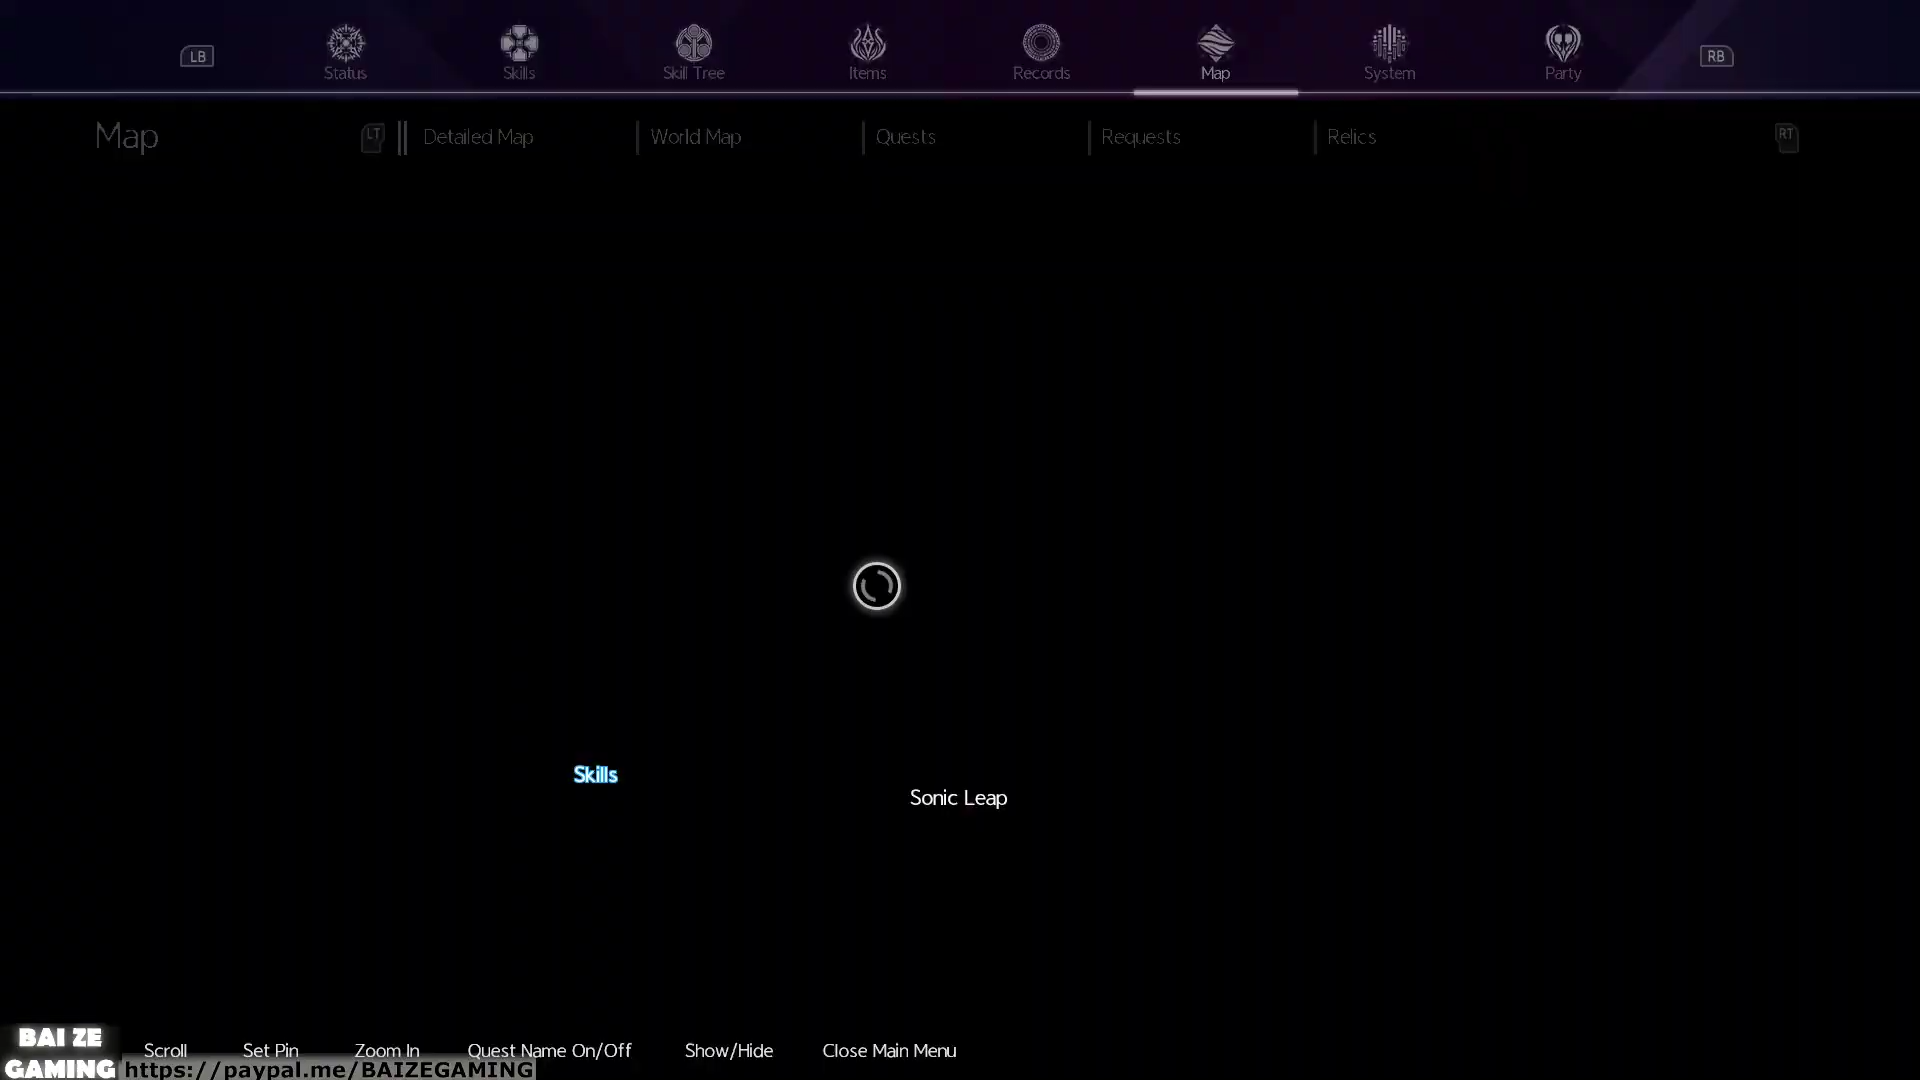 LB
Status
Skills
Skill Tree
Items
Records
Map
System
Party
RB
Map
LT
Detailed Map
World Map
Quests
Requests
Relics
RT
Skills
Sonic Leap
BAI ZE
GAMING
Scroll
Set Pin
Zoom In
Quest Name On/Off
Show/Hide
Close Main Menu
https://paypal.me/BAIZEGAMING